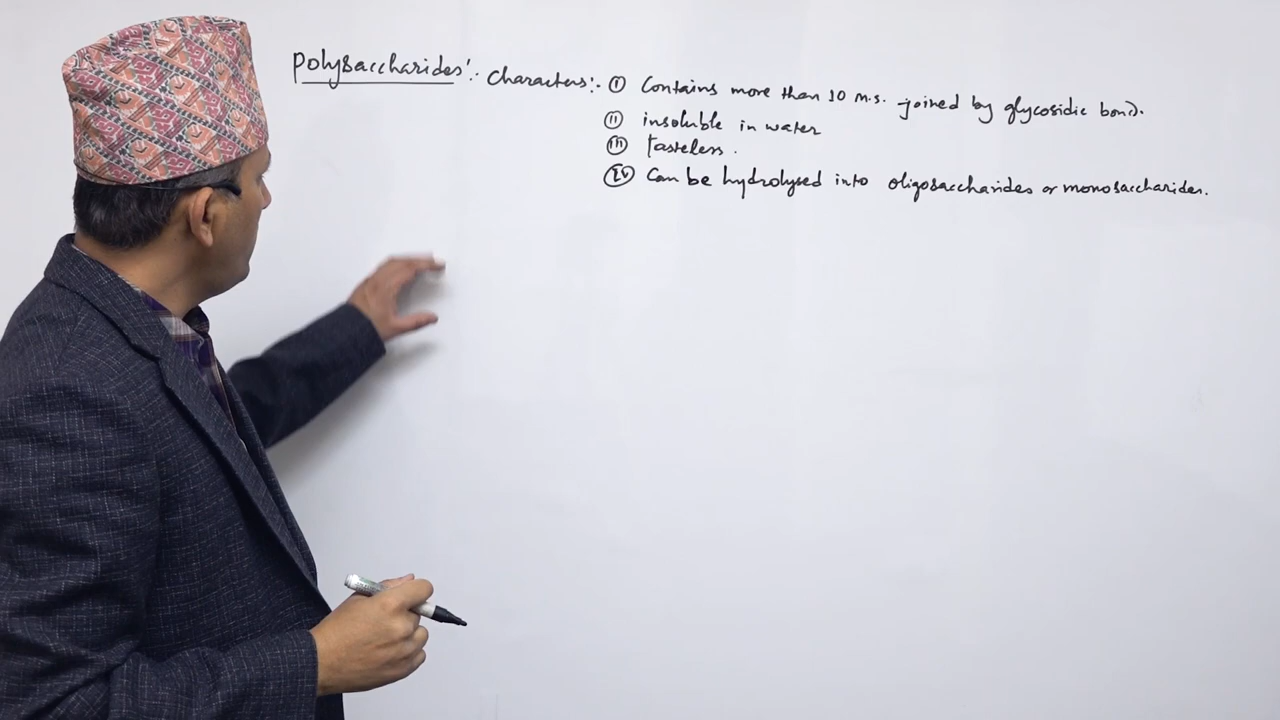 Polysaccharides:- Characters:- (i) Contains more than 10 m.s. joined by glycosidic bond.
(ii) insoluble in water
(iii) tasteless.
(iv) Can be hydrolysed into oligosaccharides or monosaccharides.